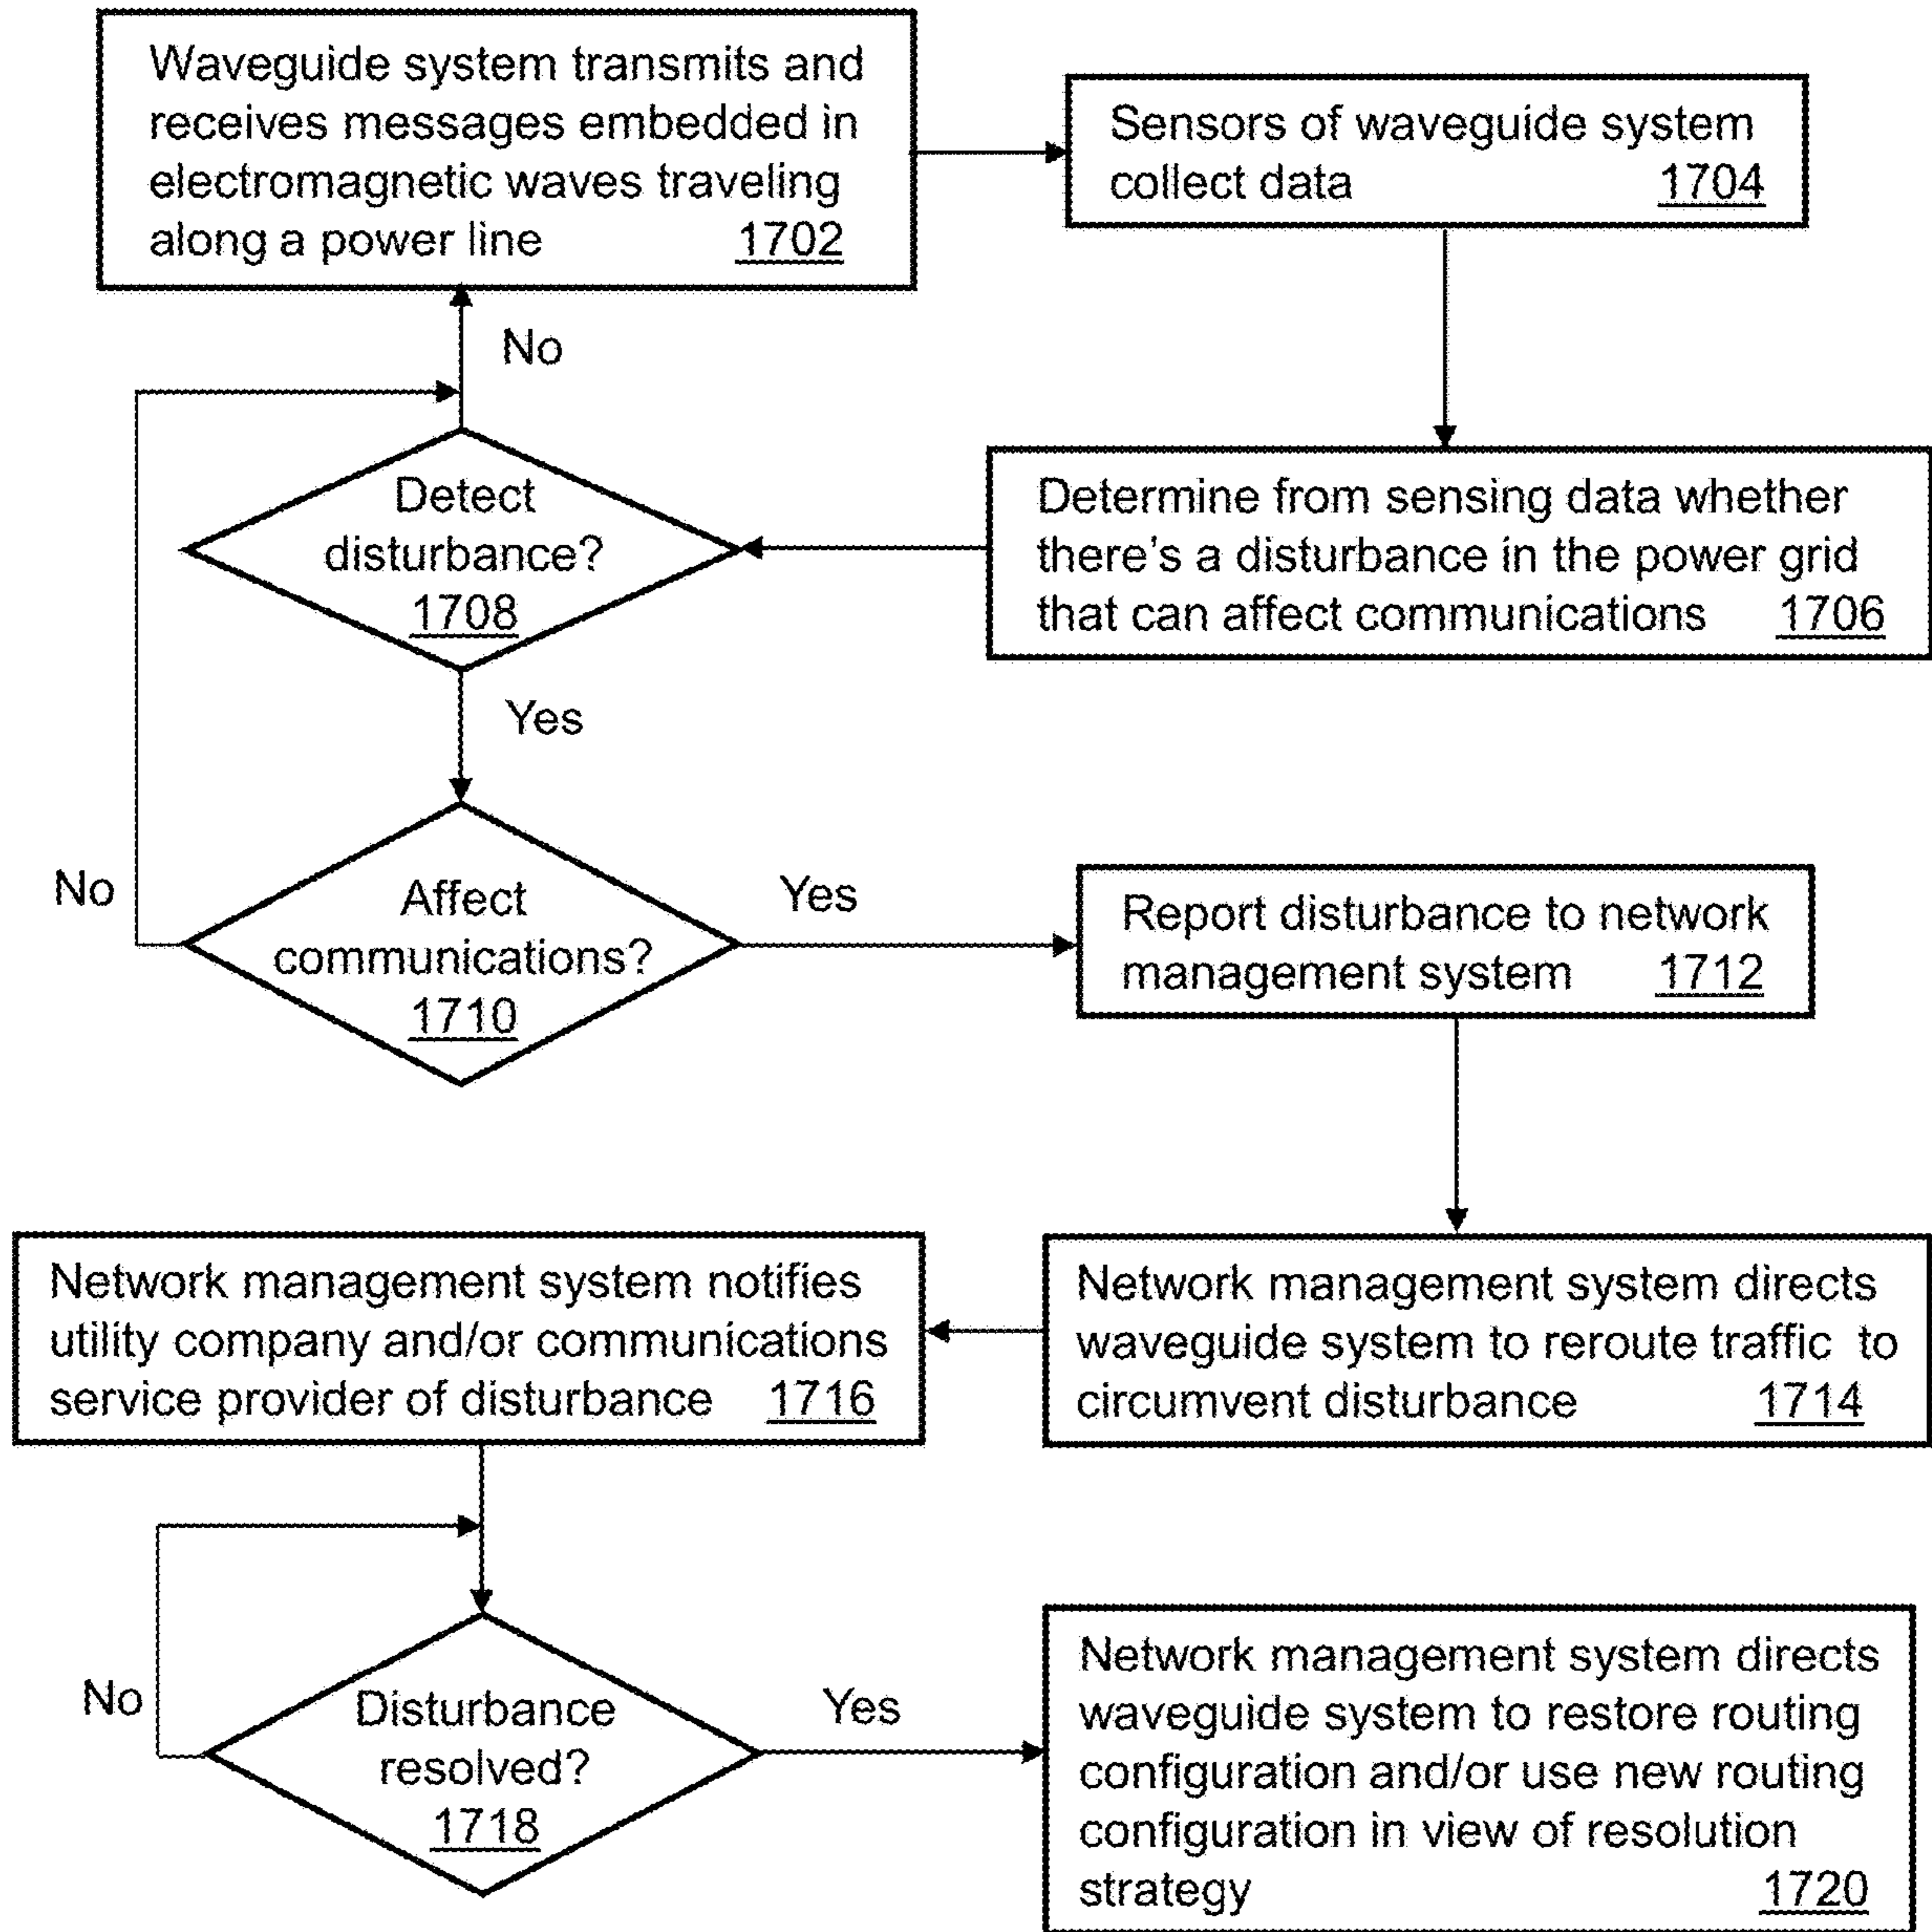 Waveguide system transmits and
receives messages embedded in
electromagnetic waves traveling
along a power line 1702
Sensors of waveguide system
collect data 1704
No
Detect
disturbance?
1708
Determine from sensing data whether
there's a disturbance in the power grid
that can affect communications 1706
Yes
No
Affect
communications?
1710
Yes
Report disturbance to network
management system 1712
Network management system notifies
utility company and/or communications
service provider of disturbance 1716
Network management system directs
waveguide system to reroute traffic to
circumvent disturbance 1714
No
Disturbance
resolved?
1718
Yes
Network management system directs
waveguide system to restore routing
configuration and/or use new routing
configuration in view of resolution
strategy 1720